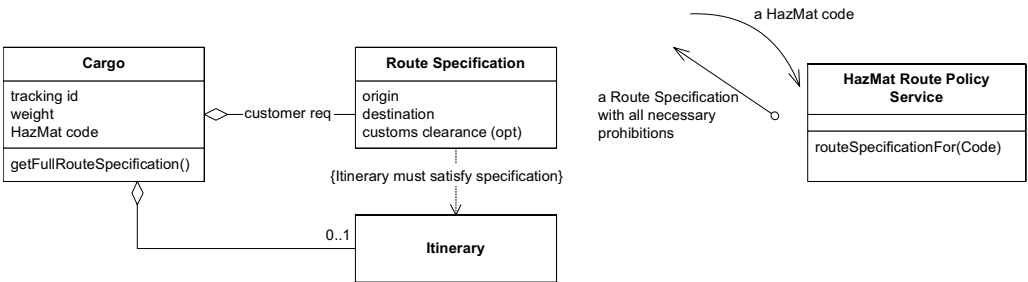 Cargo
tracking id
weight
HazMat code
getFullRouteSpecification()
customer req
Route Specification
origin
destination
customs clearance (opt)
{Itinerary must satisfy specification}
0..1
Itinerary
a HazMat code
a Route Specification
with all necessary
prohibitions
HazMat Route Policy
Service
routeSpecificationFor(Code)